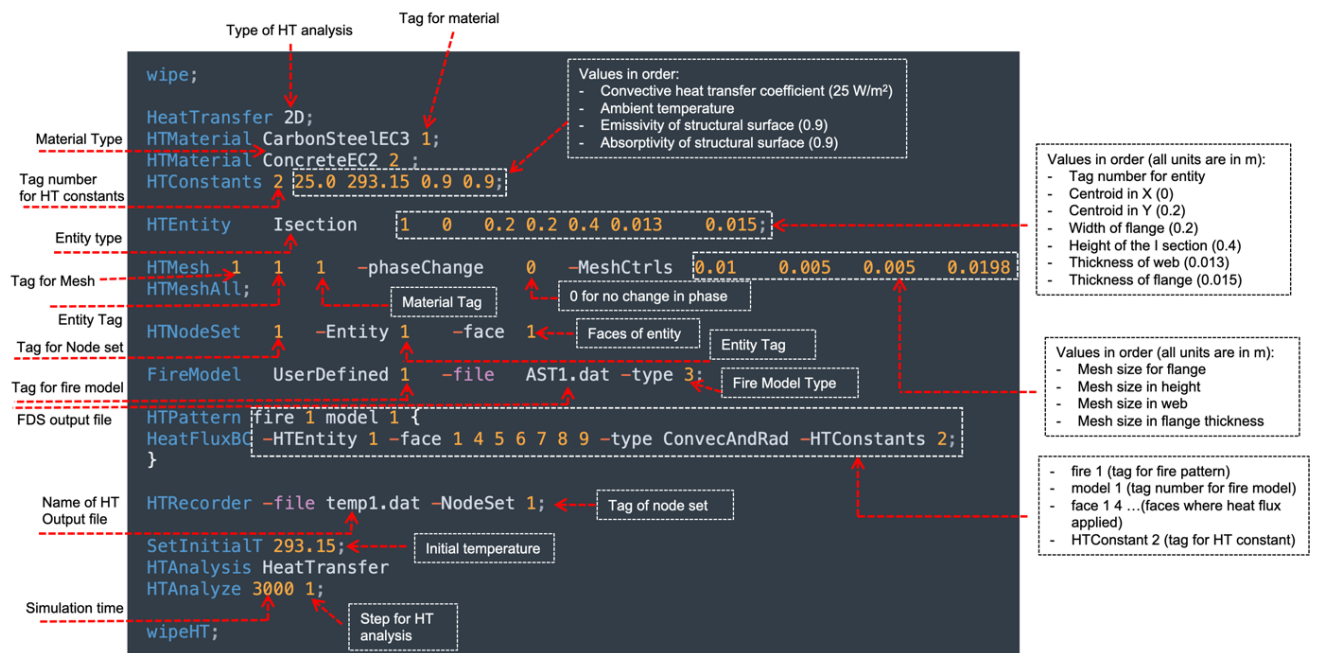 Type of HT analysis
Tag for material
wipe;
HeatTransfer 2D;
HTMaterial CarbonSteelEC3 1;
HTMaterial ConcreteEC2 2 ;
HTConstants 2 25.0 293.15 0.9 0.9;
HTEntity Isection 1 0 0.2 0.2 0.4 0.013 0.015;
HTMesh 1 1 1 -phaseChange 0 -MeshCtrls 0.01 0.005 0.005 0.0198
HTMeshAll;
HTNodeSet 1 -Entity 1 -face 1
FireModel UserDefined 1 -file AST1.dat -type 3;
HTPattern fire 1 model 1 {
HeatFluxBC -HTEntity 1 -face 1 4 5 6 7 8 9 -type ConvecAndRad -HTConstants 2;
}
HTRecorder -file temp1.dat -NodeSet 1;
SetInitialT 293.15;
HTAnalysis HeatTransfer
HTAnalyze 3000 1;
wipeHT;
Material Type
Tag number
for HT constants
Entity type
Tag for Mesh
Entity Tag
Tag for Node set
Tag for fire model
FDS output file
Name of HT
Output file
Simulation time
Values in order:
- Convective heat transfer coefficient (25 W/m²)
- Ambient temperature
- Emissivity of structural surface (0.9)
- Absorptivity of structural surface (0.9)
Material Tag
0 for no change in phase
Faces of entity
Entity Tag
Fire Model Type
Tag of node set
Initial temperature
Step for HT
analysis
Values in order (all units are in m):
- Tag number for entity
- Centroid in X (0)
- Centroid in Y (0.2)
- Width of flange (0.2)
- Height of the I section (0.4)
- Thickness of web (0.013)
- Thickness of flange (0.015)
Values in order (all units are in m):
- Mesh size for flange
- Mesh size in height
- Mesh size in web
- Mesh size in flange thickness
- fire 1 (tag for fire pattern)
- model 1 (tag number for fire model)
- face 1 4 ...(faces where heat flux
applied)
- HTConstant 2 (tag for HT constant)